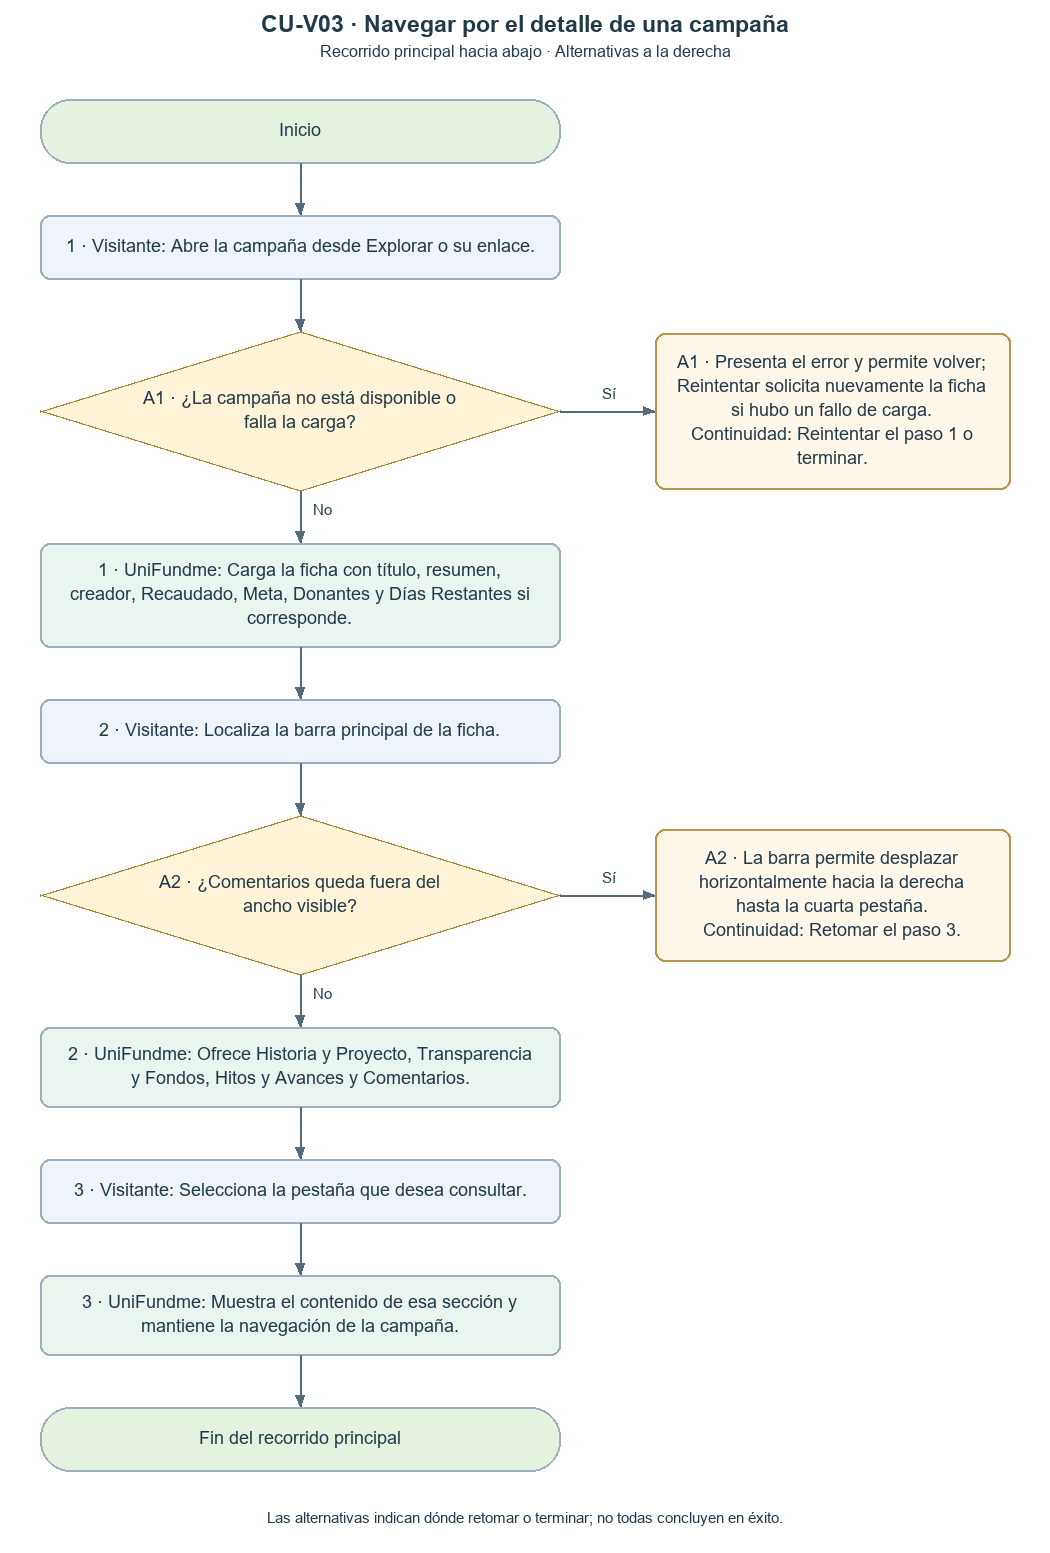 CU-V03 · Navegar por el detalle de una campaña
Recorrido principal hacia abajo · Alternativas a la derecha
Inicio
1 · Visitante: Abre la campaña desde Explorar o su enlace.
A1 · ¿La campaña no está disponible o
falla la carga?
Sí
A1 · Presenta el error y permite volver;
Reintentar solicita nuevamente la ficha
si hubo un fallo de carga.
Continuidad: Reintentar el paso 1 o
terminar.
No
1 · UniFundme: Carga la ficha con título, resumen,
creador, Recaudado, Meta, Donantes y Días Restantes si
corresponde.
2 · Visitante: Localiza la barra principal de la ficha.
A2 · ¿Comentarios queda fuera del
ancho visible?
Sí
A2 · La barra permite desplazar
horizontalmente hacia la derecha
hasta la cuarta pestaña.
Continuidad: Retomar el paso 3.
No
2 · UniFundme: Ofrece Historia y Proyecto, Transparencia
y Fondos, Hitos y Avances y Comentarios.
3 · Visitante: Selecciona la pestaña que desea consultar.
3 · UniFundme: Muestra el contenido de esa sección y
mantiene la navegación de la campaña.
Fin del recorrido principal
Las alternativas indican dónde retomar o terminar; no todas concluyen en éxito.